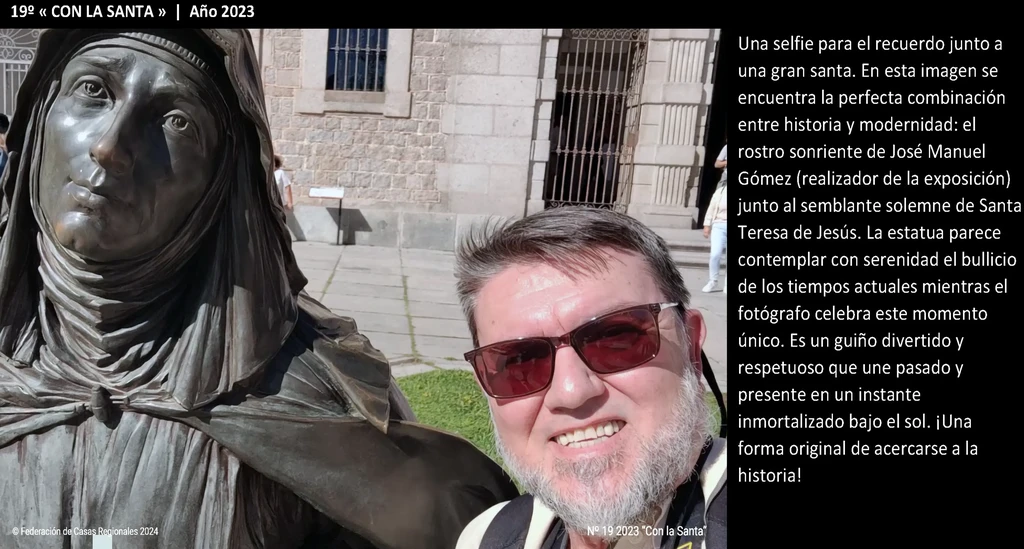 19º « CON LA SANTA » | Año 2023
Una selfie para el recuerdo junto a
una gran santa. En esta imagen se
encuentra la perfecta combinación
entre historia y modernidad: el
rostro sonriente de José Manuel
Gómez (realizador de la exposición)
junto al semblante solemne de Santa
Teresa de Jesús. La estatua parece
contemplar con serenidad el bullicio
de los tiempos actuales mientras el
fotógrafo celebra este momento
único. Es un guiño divertido y
respetuoso que une pasado y
presente en un instante
inmortalizado bajo el sol. ¡Una
forma original de acercarse a la
historia!
© Federación de Casas Regionales 2024
Nº 19 2023 "Con la Santa"